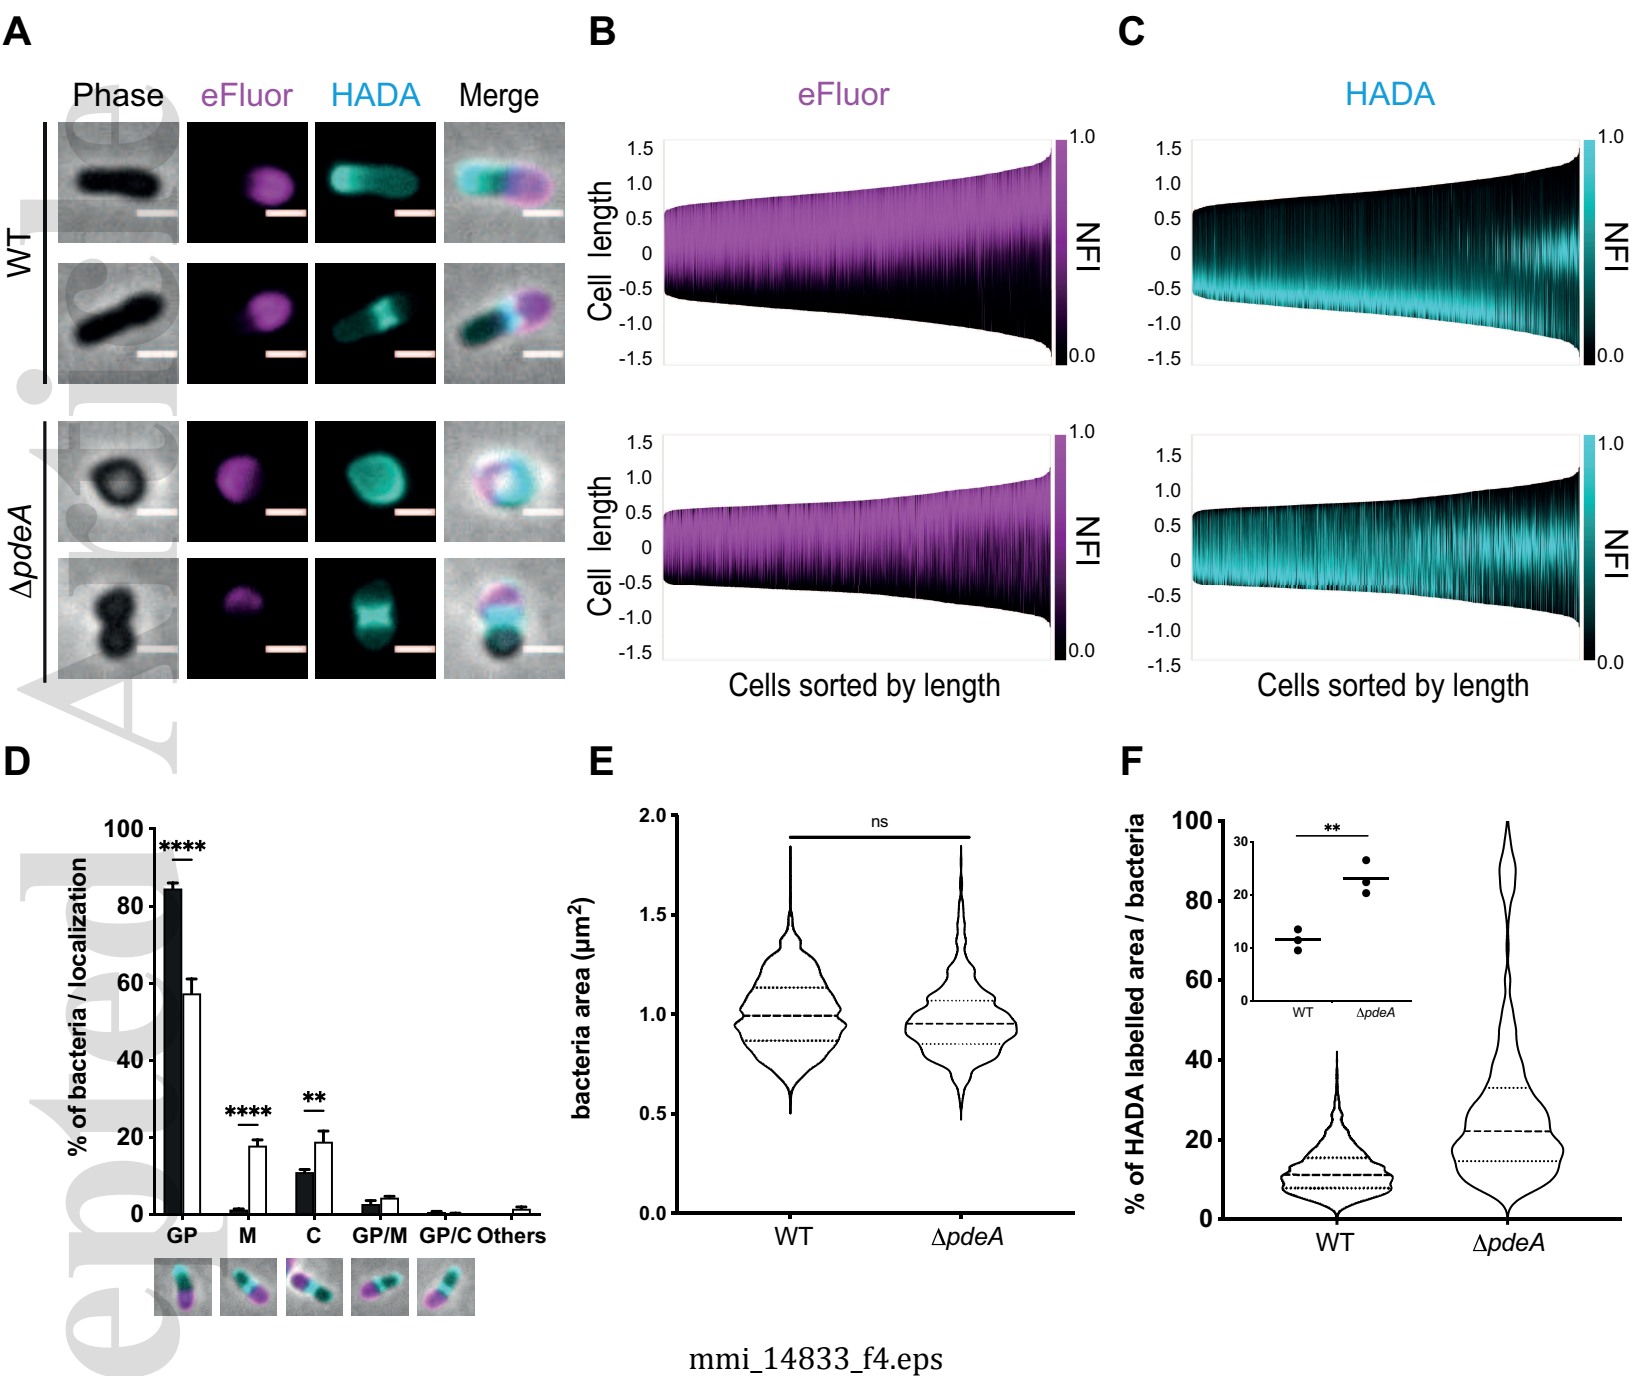 A
B
C
Phase
eFluor
HADA
Merge
eFluor
HADA
WT
ΔpdeA
Cell length
1.5
1.0
0.5
0
-0.5
-1.0
-1.5
1.0
NFI
0.0
1.5
1.0
0.5
0
-0.5
-1.0
-1.5
1.0
NFI
0.0
Cell length
1.5
1.0
0.5
0
-0.5
-1.0
-1.5
1.0
NFI
0.0
1.5
1.0
0.5
0
-0.5
-1.0
-1.5
1.0
NFI
0.0
Cells sorted by length
Cells sorted by length
D
% of bacteria / localization
100
80
60
40
20
0
****
****
**
GP
M
C
GP/M
GP/C
Others
E
bacteria area (µm²)
2.0
1.5
1.0
0.5
0.0
ns
WT
ΔpdeA
F
% of HADA labelled area / bacteria
100
80
60
40
20
0
30
20
10
0
**
WT
ΔpdeA
WT
ΔpdeA
Accepted Article
mmi_14833_f4.eps